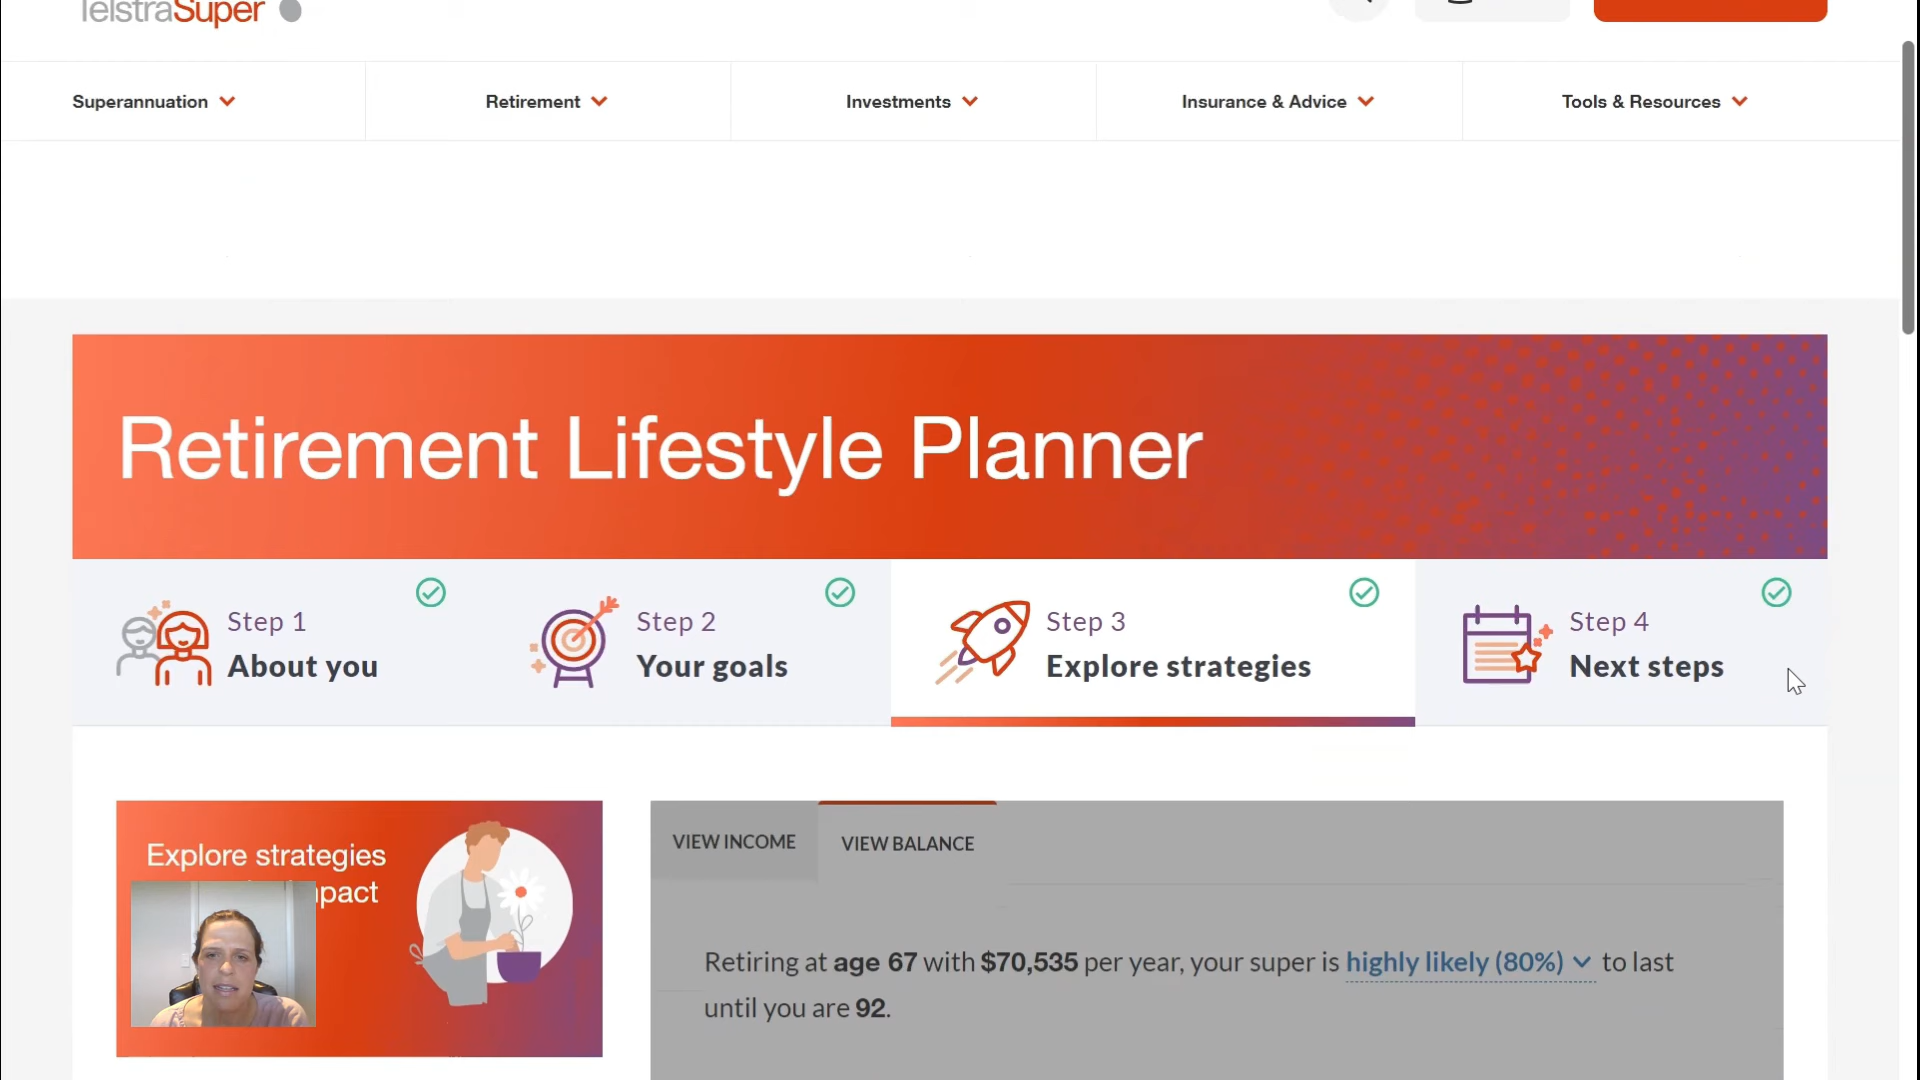 TelstraSuper
Superannuation
Retirement
Investments
Insurance & Advice
Tools & Resources
Retirement Lifestyle Planner
Step 1
About you
Step 2
Your goals
Step 3
Explore strategies
Step 4
Next steps
Explore strategies
VIEW INCOME
VIEW BALANCE
Retiring at age 67 with $70,535 per year, your super is highly likely (80%) to last
until you are 92.